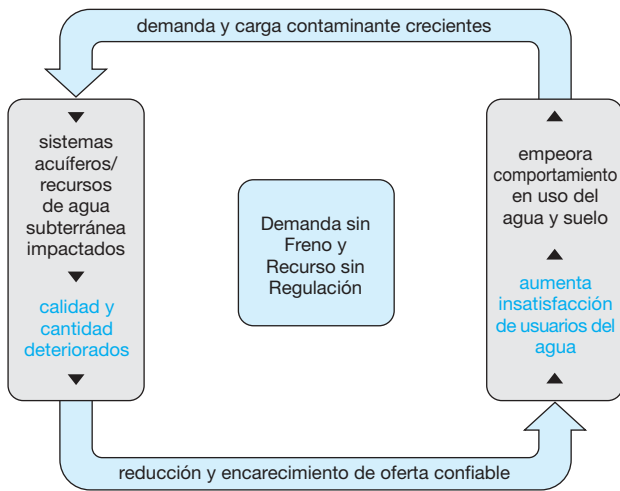 demanda y carga contaminante crecientes
sistemas
acuíferos/
recursos
de agua
subterránea
impactados
calidad y
cantidad
deteriorados
Demanda sin
Freno y
Recurso sin
Regulación
empeora
comportamiento
en uso del
agua y suelo
aumenta
insatisfacción
de usuarios del
agua
reducción y encarecimiento de oferta confiable